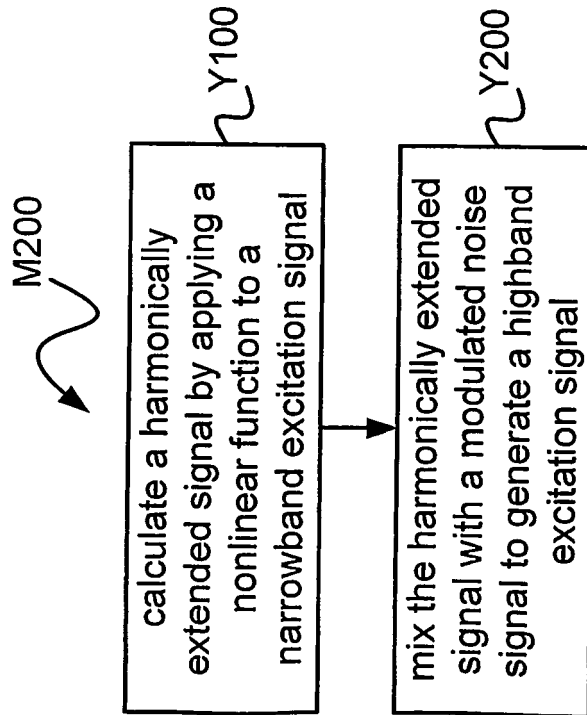 M200
calculate a harmonically
extended signal by applying a
nonlinear function to a
narrowband excitation signal
Y100
mix the harmonically extended
signal with a modulated noise
signal to generate a highband
excitation signal
Y200